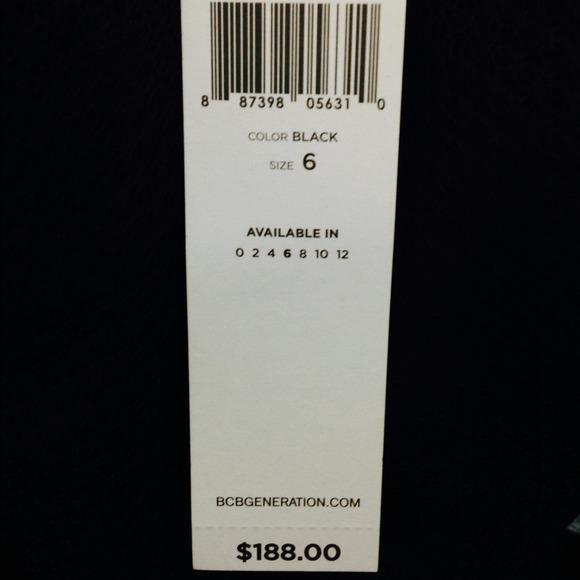 8 87398 05631 0
COLOR BLACK
SIZE 6
AVAILABLE IN
0 2 4 6 8 10 12
BCBGENERATION.COM
$188.00